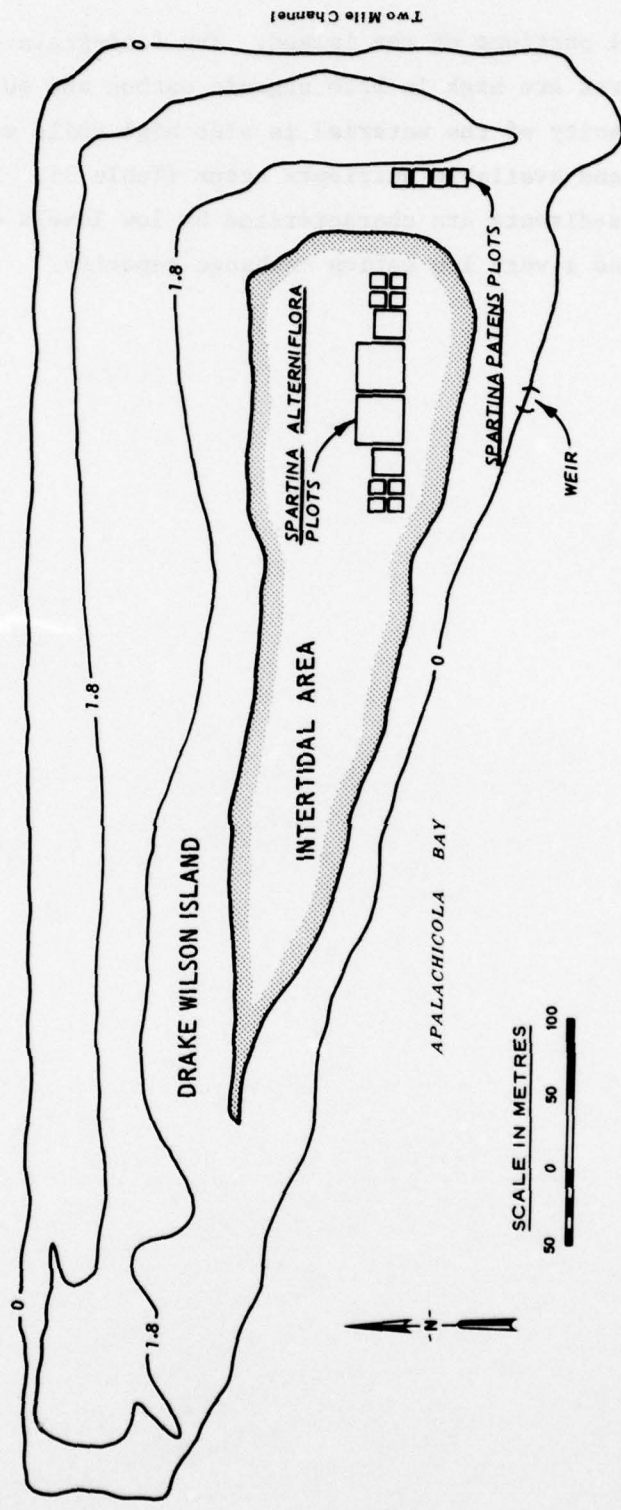 Two Mile Channel
0
1.8
1.8
0
1.8
0
DRAKE WILSON ISLAND
INTERTIDAL AREA
SPARTINA ALTERNIFLORA
PLOTS
SPARTINA PATENS PLOTS
WEIR
APALACHICOLA BAY
-N-
SCALE IN METRES
50 0 50 100